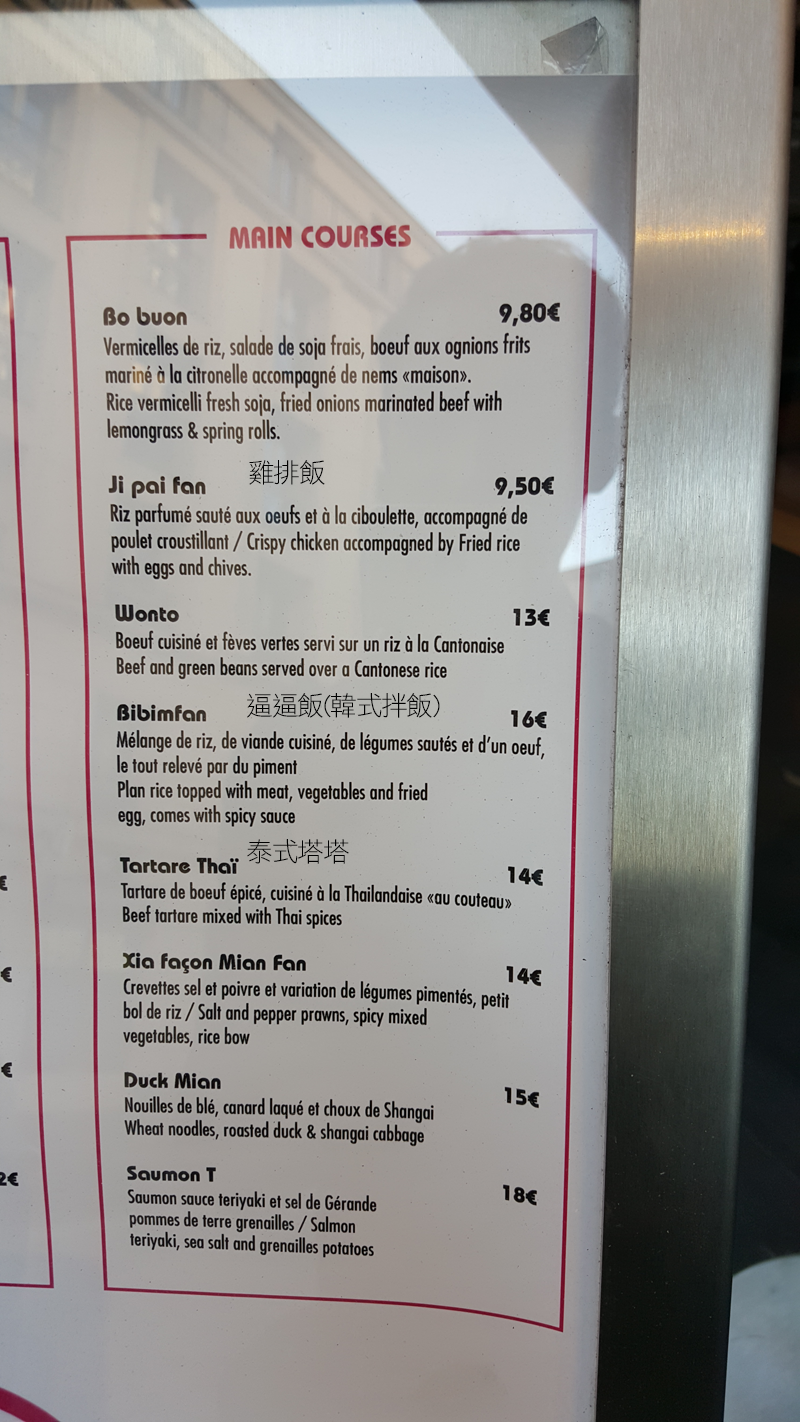 MAIN COURSES
Bo buon 9,80€
Vermicelles de riz, salade de soja frais, boeuf aux ognions frits
mariné à la citronelle accompagné de nems «maison».
Rice vermicelli fresh soja, fried onions marinated beef with
lemongrass & spring rolls.
Ji pai fan 雞排飯 9,50€
Riz parfumé sauté aux oeufs et à la ciboulette, accompagné de
poulet croustillant / Crispy chicken accompagned by Fried rice
with eggs and chives.
Wonto 13€
Boeuf cuisiné et fèves vertes servi sur un riz à la Cantonaise
Beef and green beans served over a Cantonese rice
Bibimfan 逼逼飯(韓式拌飯) 16€
Mélange de riz, de viande cuisiné, de légumes sautés et d'un oeuf,
le tout relevé par du piment
Plan rice topped with meat, vegetables and fried
egg, comes with spicy sauce
Tartare Thaï 泰式塔塔 14€
Tartare de boeuf épicé, cuisiné à la Thailandaise «au couteau»
Beef tartare mixed with Thai spices
Xia façon Mian Fan 14€
Crevettes sel et poivre et variation de légumes pimentés, petit
bol de riz / Salt and pepper prawns, spicy mixed
vegetables, rice bow
Duck Mian 15€
Nouilles de blé, canard laqué et choux de Shangai
Wheat noodles, roasted duck & shangai cabbage
Saumon T 18€
Saumon sauce teriyaki et sel de Gérande
pommes de terre grenailles / Salmon
teriyaki, sea salt and grenailles potatoes
€
€
€
2€